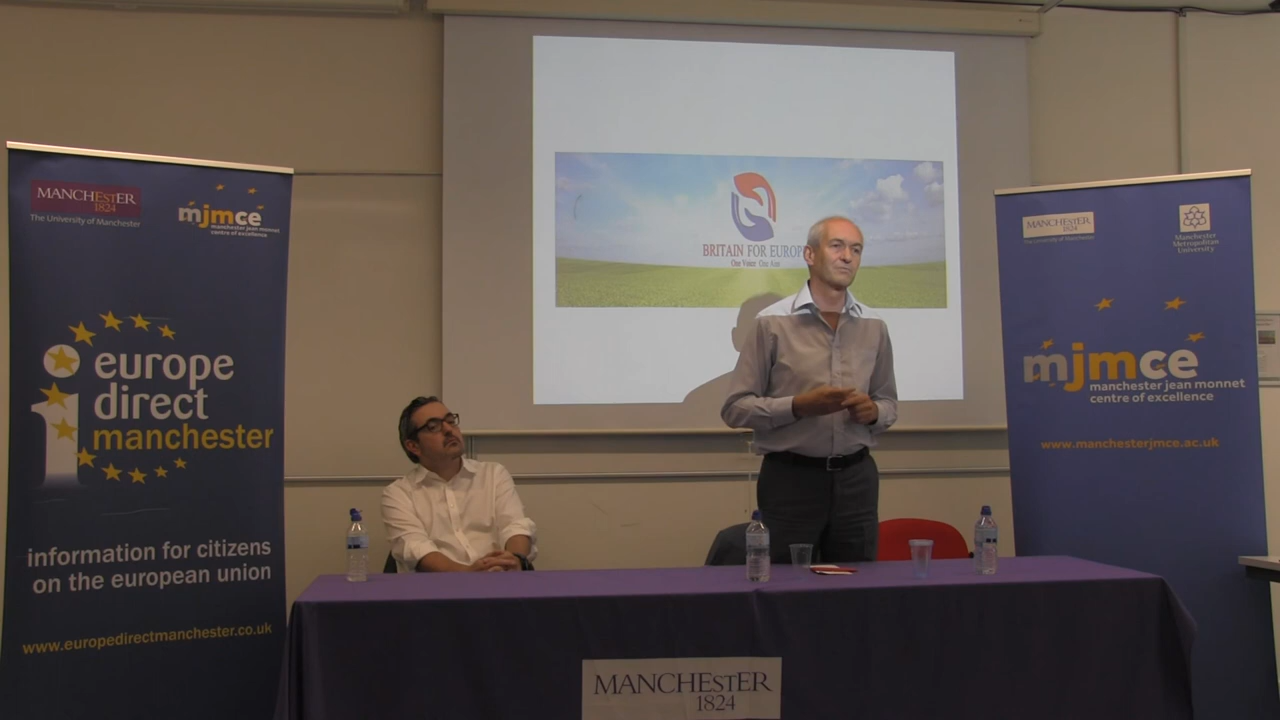 MANCHESTER
1824
The University of Manchester
mjmce
manchester jean monnet
centre of excellence
i europe
direct
manchester
information for citizens
on the european union
www.europedirectmanchester.co.uk
BRITAIN FOR EUROP
One Voice One Aim
MANCHESTER
1824
The University of Manchester
Manchester
Metropolitan
University
mjmce
manchester jean monnet
centre of excellence
www.manchesterjmce.ac.uk
MANCHESTER
1824